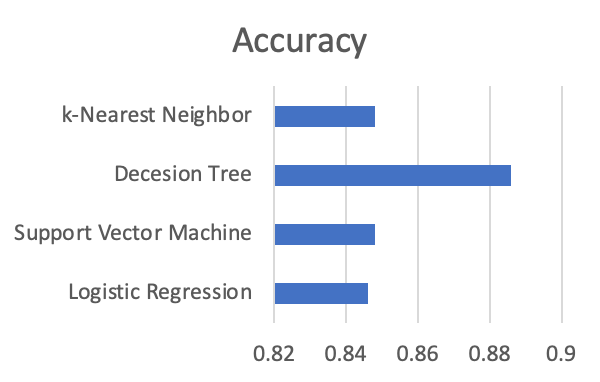 Accuracy
k-Nearest Neighbor
Decesion Tree
Support Vector Machine
Logistic Regression
0.82 0.84 0.86 0.88 0.9